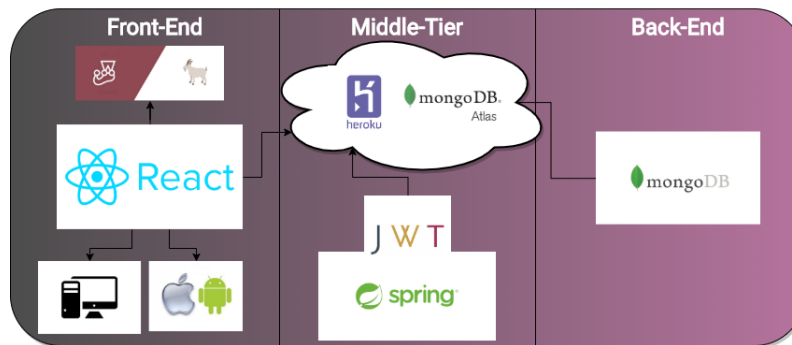 Front-End
Middle-Tier
Back-End
heroku
mongoDB.
Atlas
React
mongoDB
JWT
spring